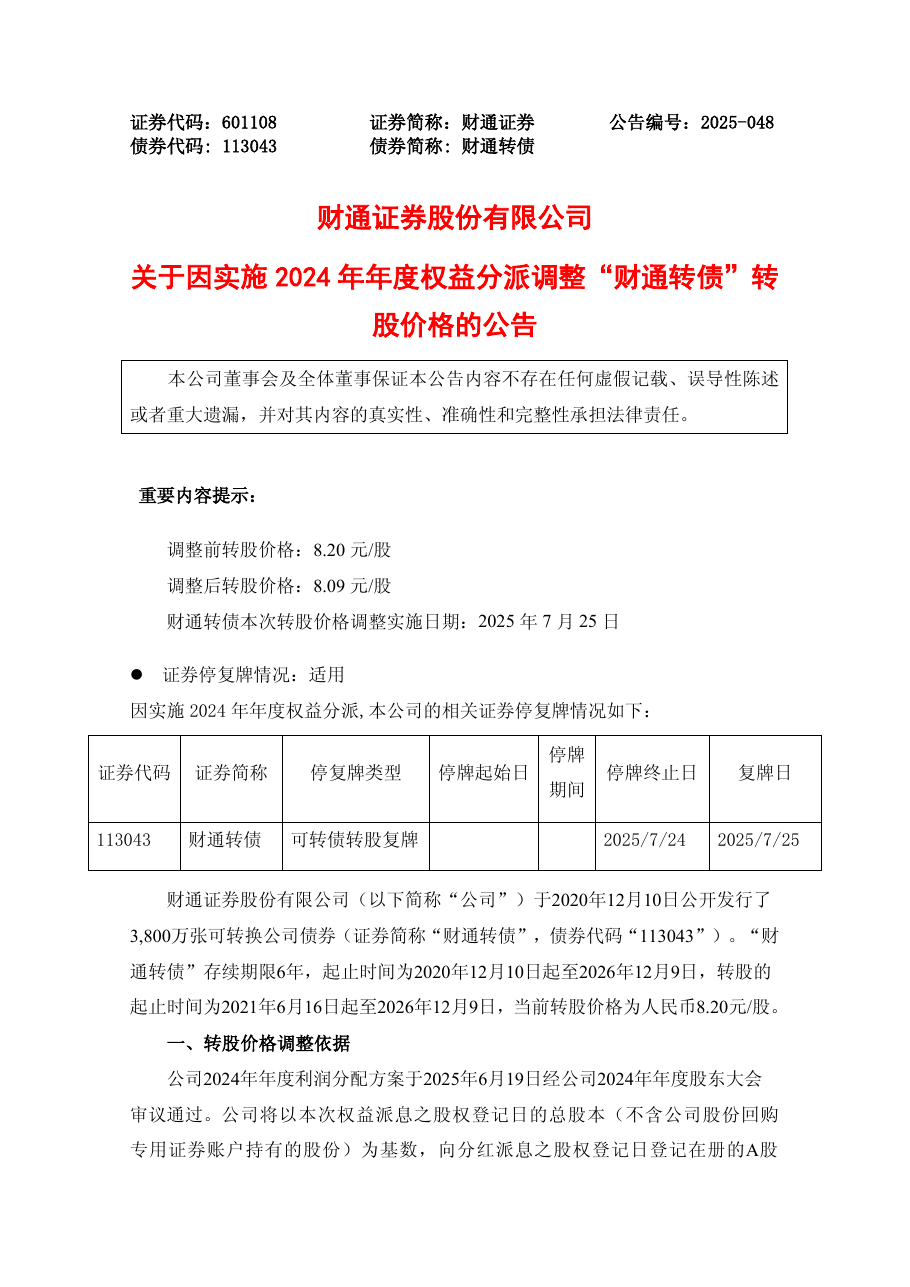 证券代码：601108 证券简称：财通证券 公告编号：2025-048
债券代码：113043 债券简称：财通转债
财通证券股份有限公司
关于因实施 2024 年年度权益分派调整“财通转债”转
股价格的公告
本公司董事会及全体董事保证本公告内容不存在任何虚假记载、误导性陈述
或者重大遗漏，并对其内容的真实性、准确性和完整性承担法律责任。
重要内容提示：
调整前转股价格：8.20 元/股
调整后转股价格：8.09 元/股
财通转债本次转股价格调整实施日期：2025 年 7 月 25 日
● 证券停复牌情况：适用
因实施 2024 年年度权益分派,本公司的相关证券停复牌情况如下：
证券代码 证券简称 停复牌类型 停牌起始日 停牌期间 停牌终止日 复牌日
113043 财通转债 可转债转股复牌 2025/7/24 2025/7/25
财通证券股份有限公司（以下简称“公司”）于2020年12月10日公开发行了
3,800万张可转换公司债券（证券简称“财通转债”，债券代码“113043”）。“财
通转债”存续期限6年，起止时间为2020年12月10日起至2026年12月9日，转股的
起止时间为2021年6月16日起至2026年12月9日，当前转股价格为人民币8.20元/股。
一、转股价格调整依据
公司2024年年度利润分配方案于2025年6月19日经公司2024年年度股东大会
审议通过。公司将以本次权益派息之股权登记日的总股本（不含公司股份回购
专用证券账户持有的股份）为基数，向分红派息之股权登记日登记在册的A股